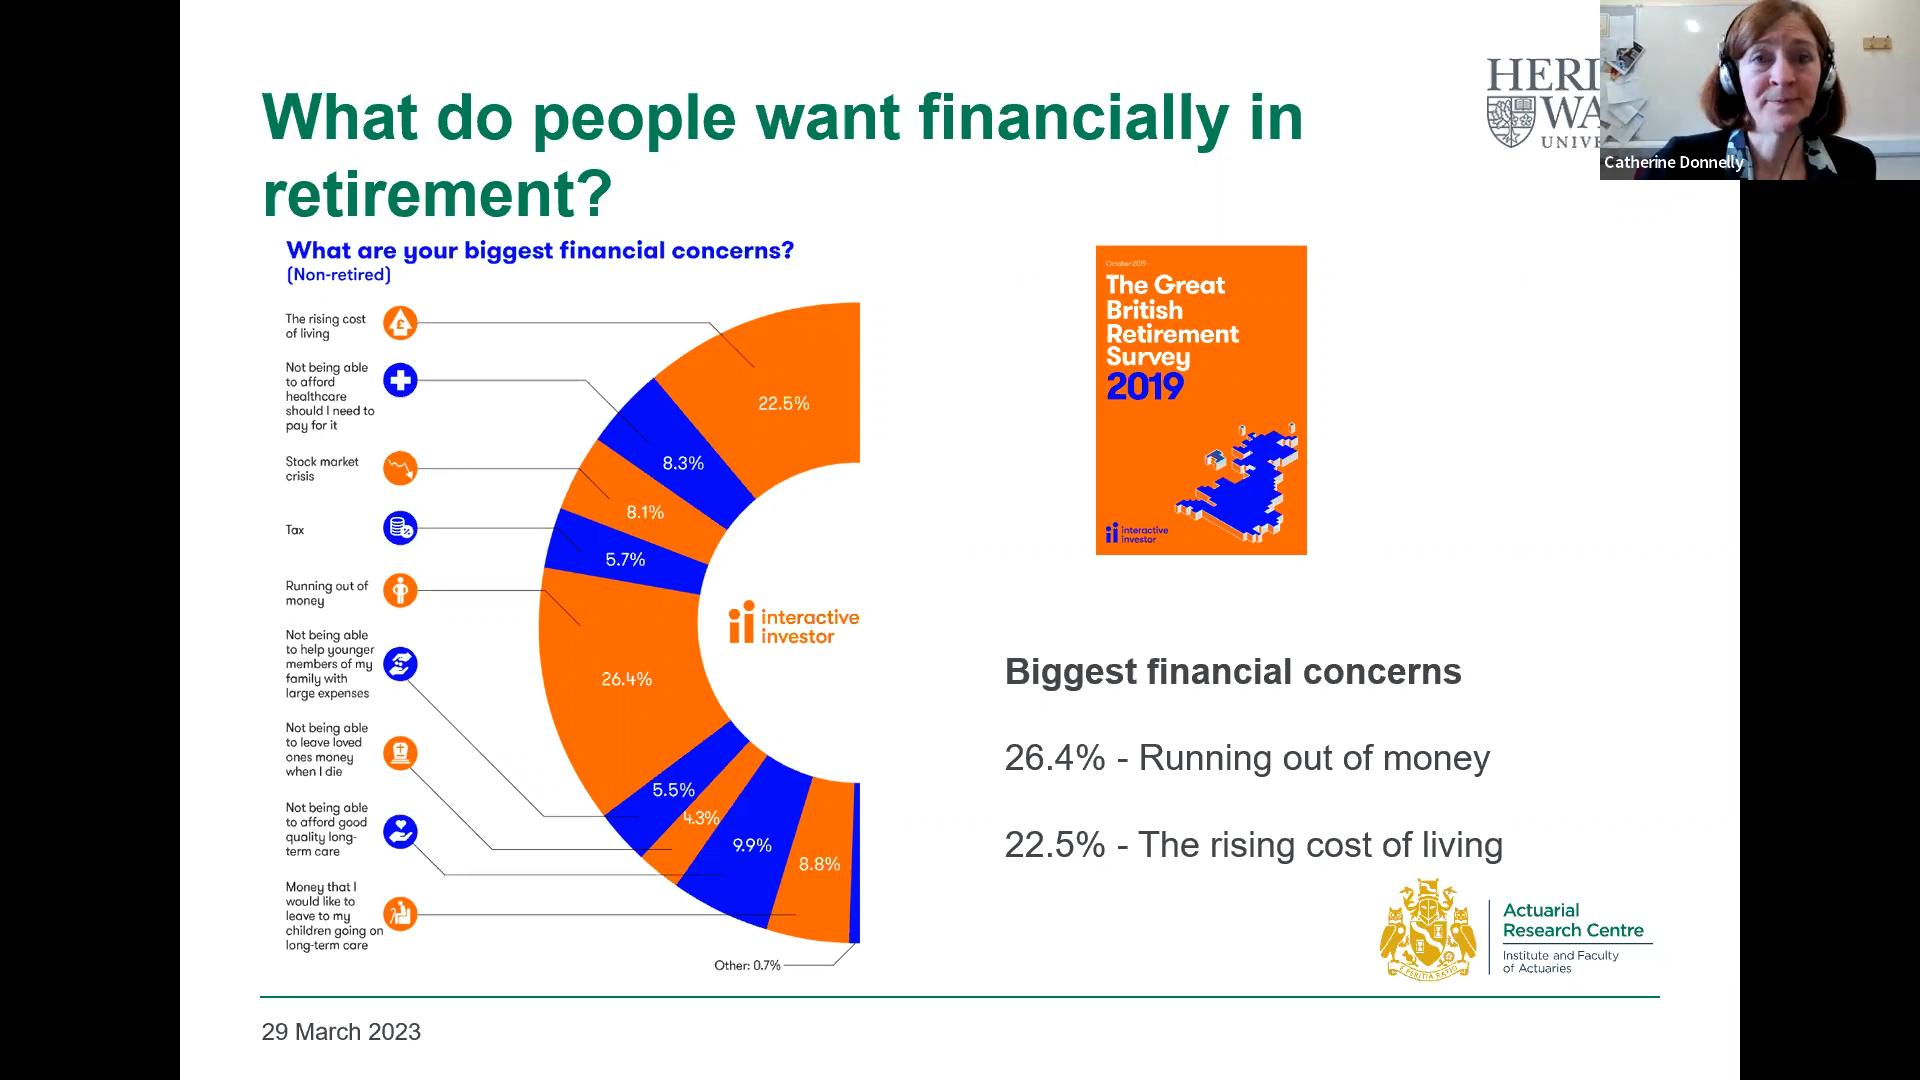 What do people want financially in
retirement?
HERI
WA
UNIVE
Catherine Donnelly
What are your biggest financial concerns?
(Non-retired)
The rising cost
of living
Not being able
to afford
healthcare
should I need to
pay for it
Stock market
crisis
Tax
Running out of
money
Not being able
to help younger
members of my
family with
large expenses
Not being able
to leave loved
ones money
when I die
Not being able
to afford good
quality long-
term care
Money that I
would like to
leave to my
children going on
long-term care
22.5%
8.3%
8.1%
5.7%
26.4%
5.5%
4.3%
9.9%
8.8%
Other: 0.7%
interactive
investor
October 2019
The Great
British
Retirement
Survey
2019
interactive
investor
Biggest financial concerns
26.4% - Running out of money
22.5% - The rising cost of living
Actuarial
Research Centre
Institute and Faculty
of Actuaries
E PERITIA RATIO
29 March 2023